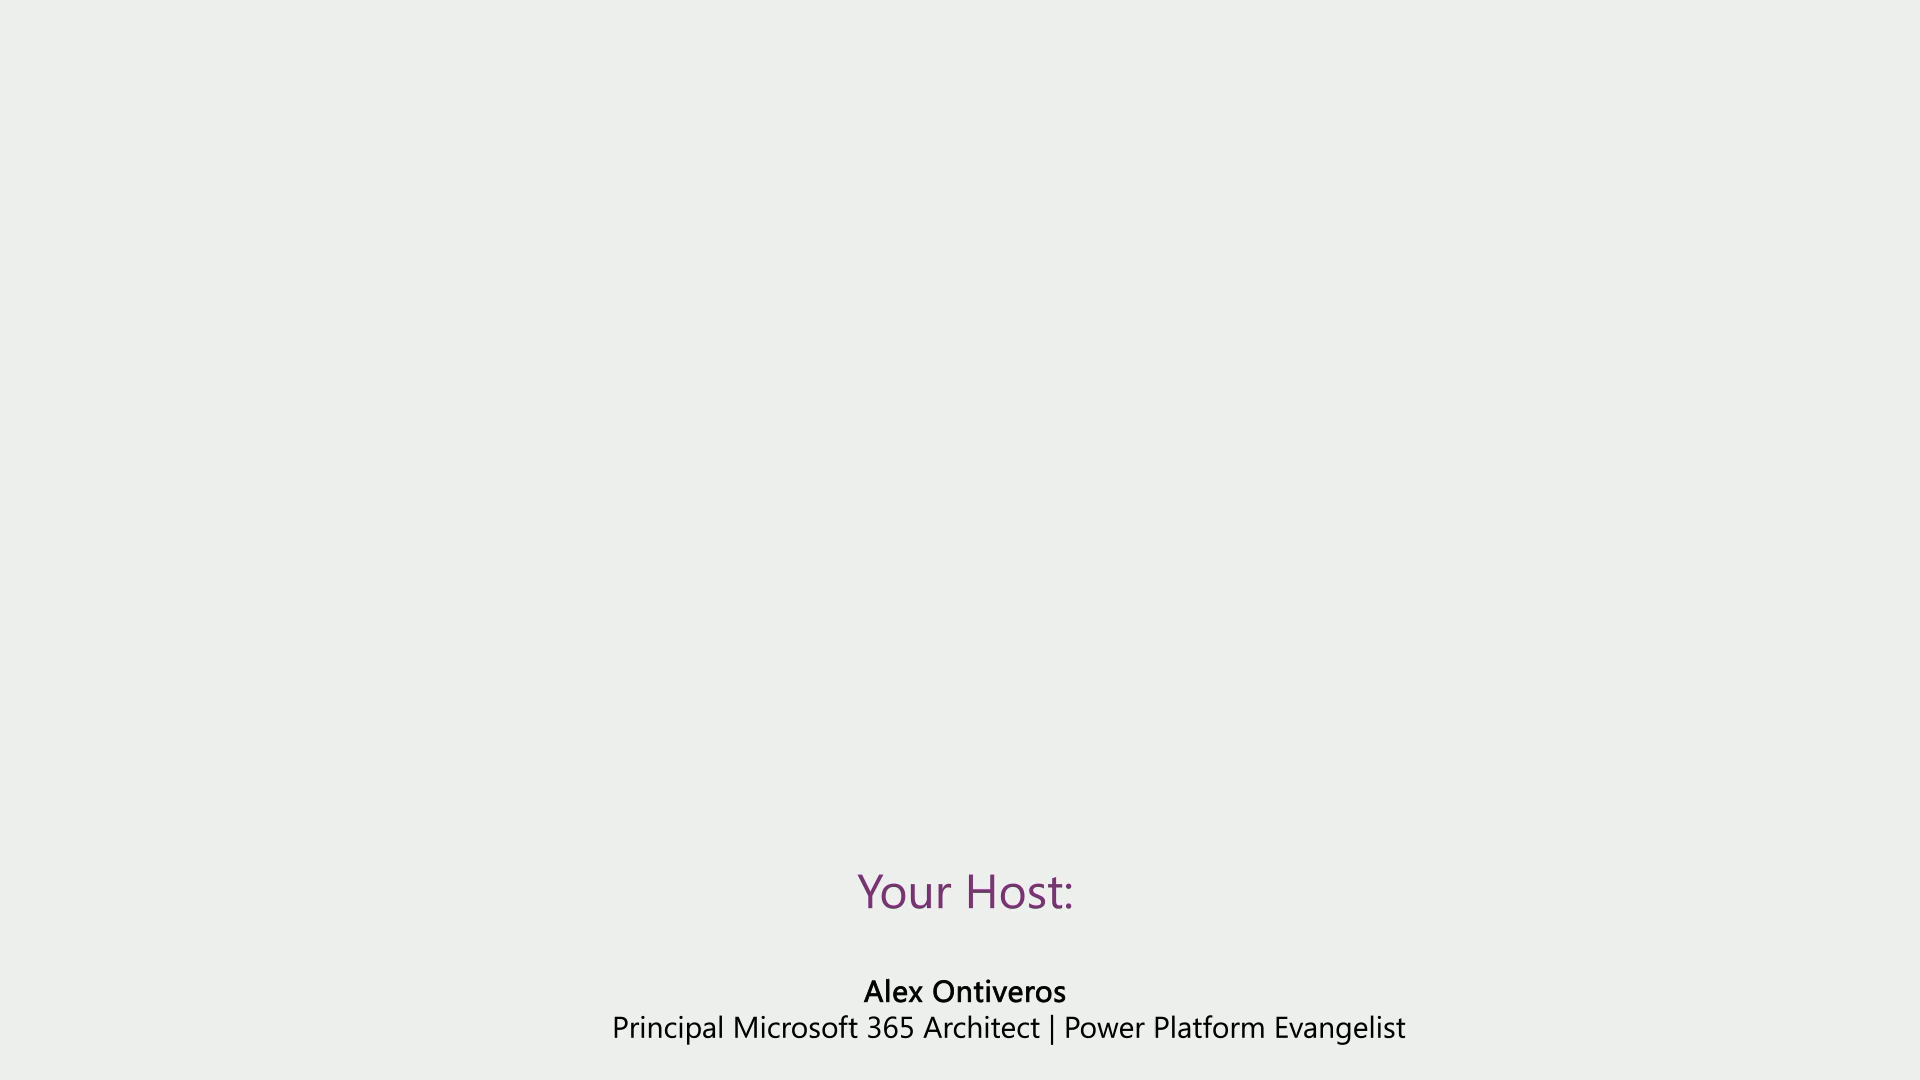 Your Host:
Alex Ontiveros
Principal Microsoft 365 Architect | Power Platform Evangelist